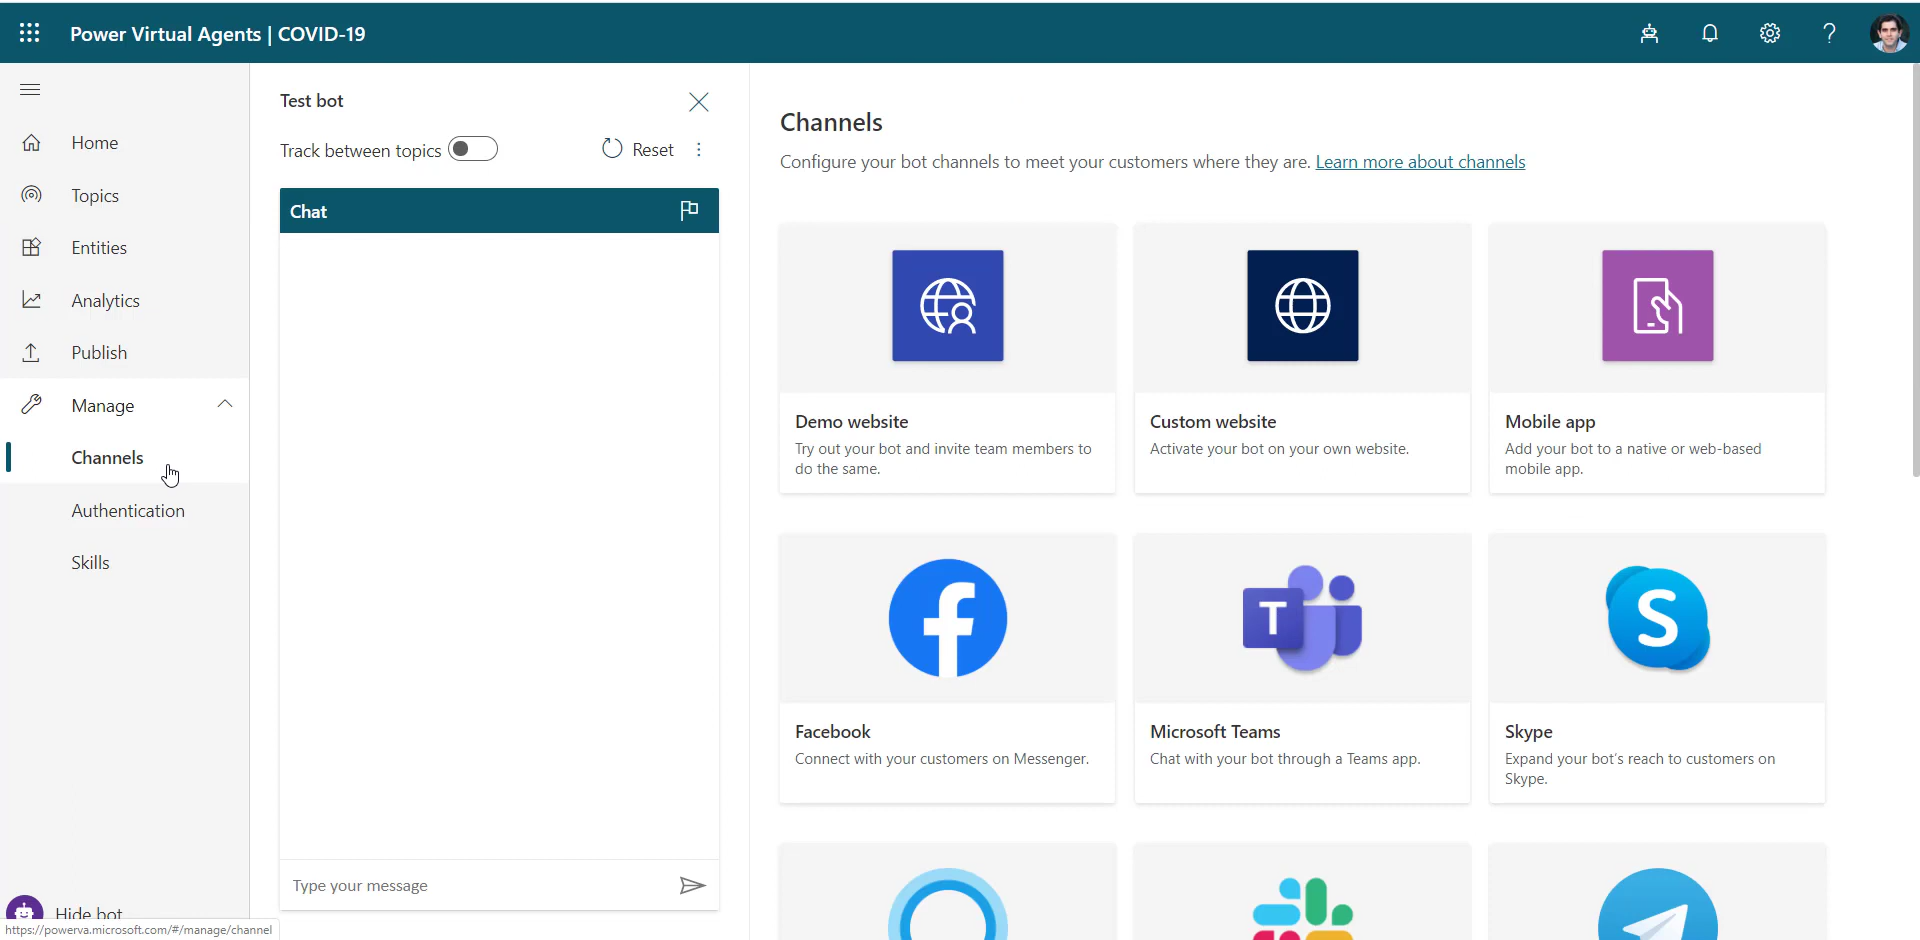 Power Virtual Agents | COVID-19
Home
Topics
Entities
Analytics
Publish
Manage
Channels
Authentication
Skills
Hide bot
https://powerva.microsoft.com/#/manage/channel
Test bot
Track between topics
Reset
Chat
Type your message
Channels
Configure your bot channels to meet your customers where they are. Learn more about channels
Demo website
Try out your bot and invite team members to
do the same.
Custom website
Activate your bot on your own website.
Mobile app
Add your bot to a native or web-based
mobile app.
Facebook
Connect with your customers on Messenger.
T
Microsoft Teams
Chat with your bot through a Teams app.
S
Skype
Expand your bot's reach to customers on
Skype.